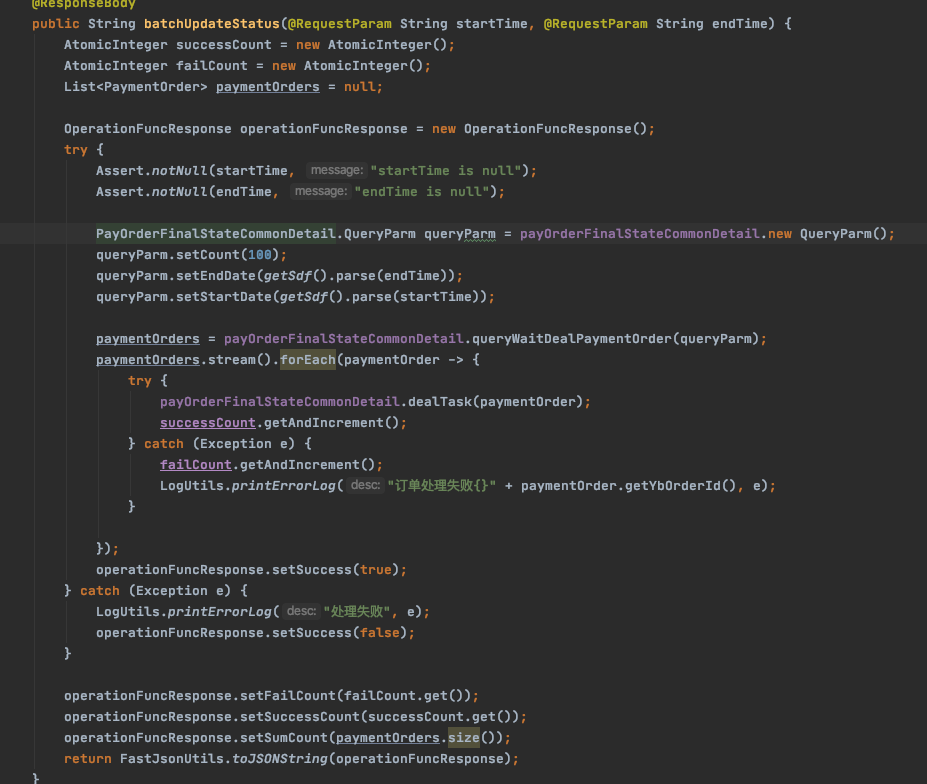 @ResponseBody
public String batchUpdateStatus(@RequestParam String startTime, @RequestParam String endTime) {
    AtomicInteger successCount = new AtomicInteger();
    AtomicInteger failCount = new AtomicInteger();
    List<PaymentOrder> paymentOrders = null;

    OperationFuncResponse operationFuncResponse = new OperationFuncResponse();
    try {
        Assert.notNull(startTime, message: "startTime is null");
        Assert.notNull(endTime, message: "endTime is null");

        PayOrderFinalStateCommonDetail.QueryParm queryParm = payOrderFinalStateCommonDetail.new QueryParm();
        queryParm.setCount(100);
        queryParm.setEndDate(getSdf().parse(endTime));
        queryParm.setStartDate(getSdf().parse(startTime));

        paymentOrders = payOrderFinalStateCommonDetail.queryWaitDealPaymentOrder(queryParm);
        paymentOrders.stream().forEach(paymentOrder -> {
            try {
                payOrderFinalStateCommonDetail.dealTask(paymentOrder);
                successCount.getAndIncrement();
            } catch (Exception e) {
                failCount.getAndIncrement();
                LogUtils.printErrorLog( desc: "订单处理失败{}" + paymentOrder.getYbOrderId(), e);
            }

        });
        operationFuncResponse.setSuccess(true);
    } catch (Exception e) {
        LogUtils.printErrorLog( desc: "处理失败", e);
        operationFuncResponse.setSuccess(false);
    }

    operationFuncResponse.setFailCount(failCount.get());
    operationFuncResponse.setSuccessCount(successCount.get());
    operationFuncResponse.setSumCount(paymentOrders.size());
    return FastJsonUtils.toJSONString(operationFuncResponse);
}